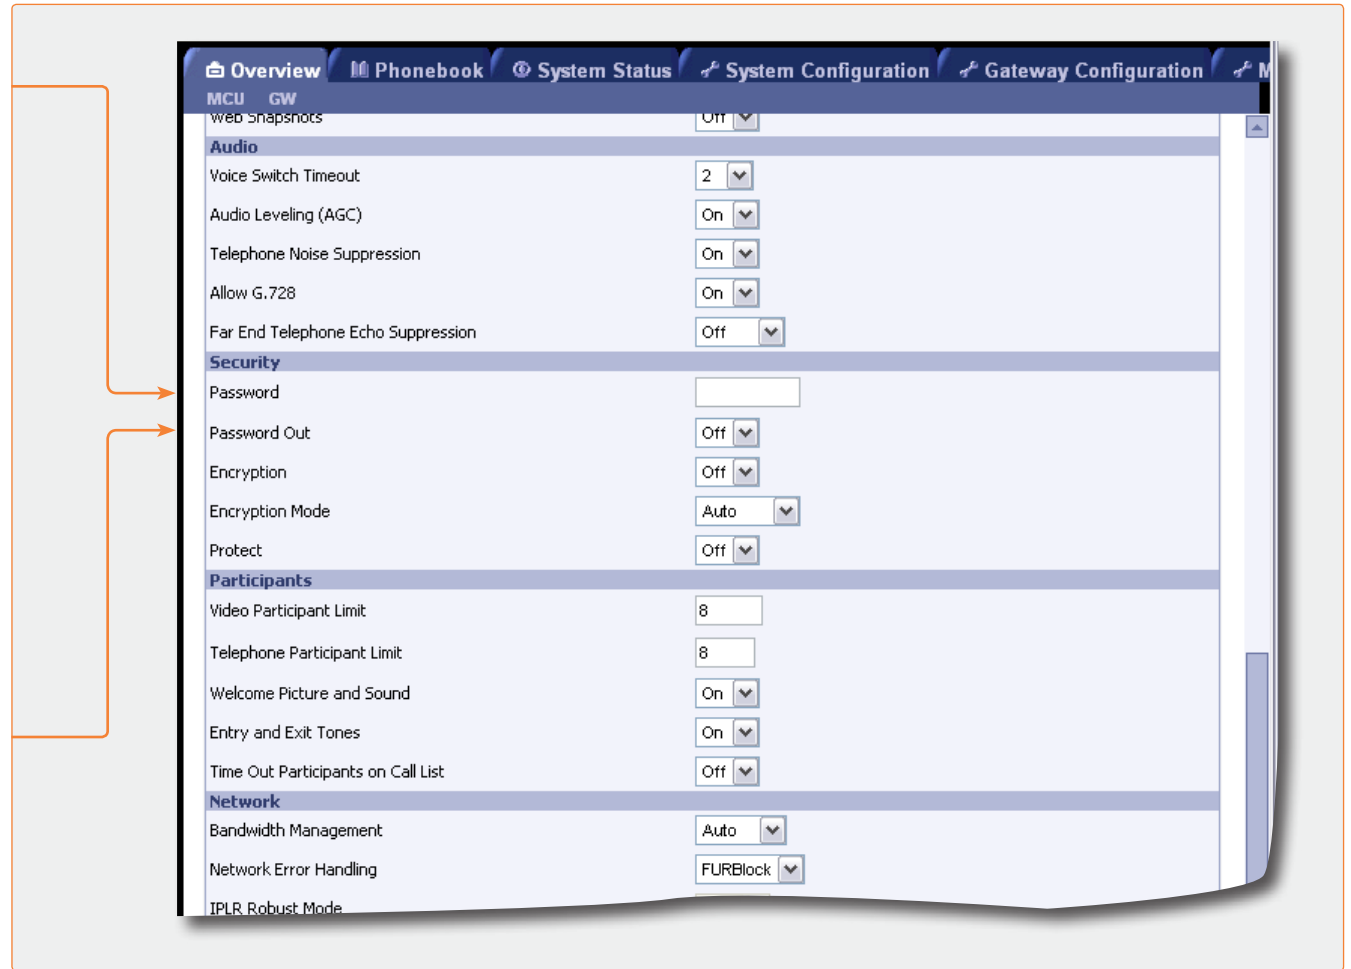 Overview Phonebook System Status System Configuration Gateway Configuration M
MCU GW
Web Snapshots Off
Audio
Voice Switch Timeout 2
Audio Leveling (AGC) On
Telephone Noise Suppression On
Allow G.728 On
Far End Telephone Echo Suppression Off
Security
Password
Password Out Off
Encryption Off
Encryption Mode Auto
Protect Off
Participants
Video Participant Limit 8
Telephone Participant Limit 8
Welcome Picture and Sound On
Entry and Exit Tones On
Time Out Participants on Call List Off
Network
Bandwidth Management Auto
Network Error Handling FURBlock
IPLR Robust Mode